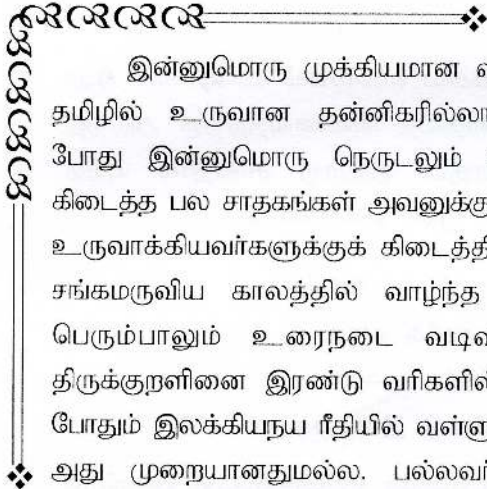 இன்னுமொரு முக்கியமான
தமிழில் உருவான தன்னிகரில்லா
போது இன்னுமொரு நெருடலும்
கிடைத்த பல சாதகங்கள் அவனுக்கு
உருவாக்கியவர்களுக்குக் கிடைத்தி
சங்கமருவிய காலத்தில் வாழ்ந்த
பெரும்பாலும் உரைநடை வடிவ
திருக்குறளினை இரண்டு வரிகளில்
போதும் இலக்கியநய ரீதியில் வள்ளு
அது முறையானதுமல்ல. பல்லவர்